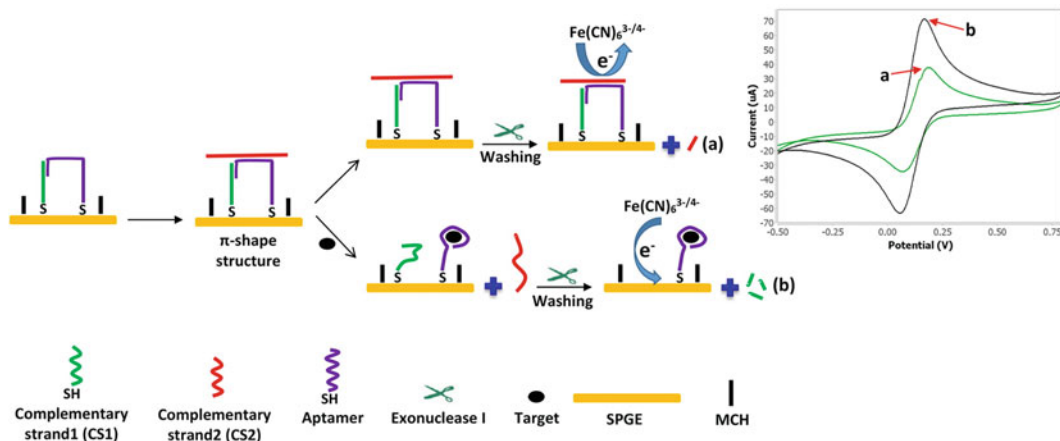 Fe(CN)6 3-/4-
e-
S S
Washing
(a)
S S
S S
S S
π-shape
structure
Fe(CN)6 3-/4-
e-
S S
Washing
S
(b)
70
60
50
40
30
20
10
0
-10
-20
-30
-40
-50
-60
-70
Current (uA)
b
a
-0.50 0.00 0.25 0.50 0.75
Potential (V)
SH
Complementary
strand1 (CS1)
Complementary
strand2 (CS2)
SH
Aptamer
Exonuclease I
Target
SPGE
MCH